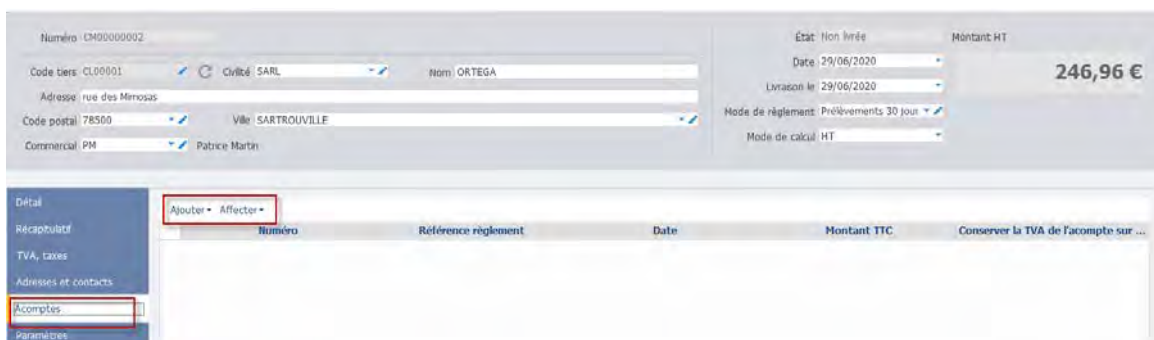 Numéro CM00000002
État Non livrée
Montant HT
Code tiers CL00001 Civilité SARL Nom ORTEGA
Date 29/06/2020
246,96 €
Adresse rue des Mimosas
Livraison le 29/06/2020
Code postal 78500 Ville SARTROUVILLE
Mode de règlement Prélèvements 30 jour
Commercial PM Patrice Martin
Mode de calcul HT
Détail
Récapitulatif
TVA, taxes
Adresses et contacts
Acomptes
Paramètres
Ajouter Affecter
Numéro Référence règlement Date Montant TTC Conserver la TVA de l'acompte sur ...